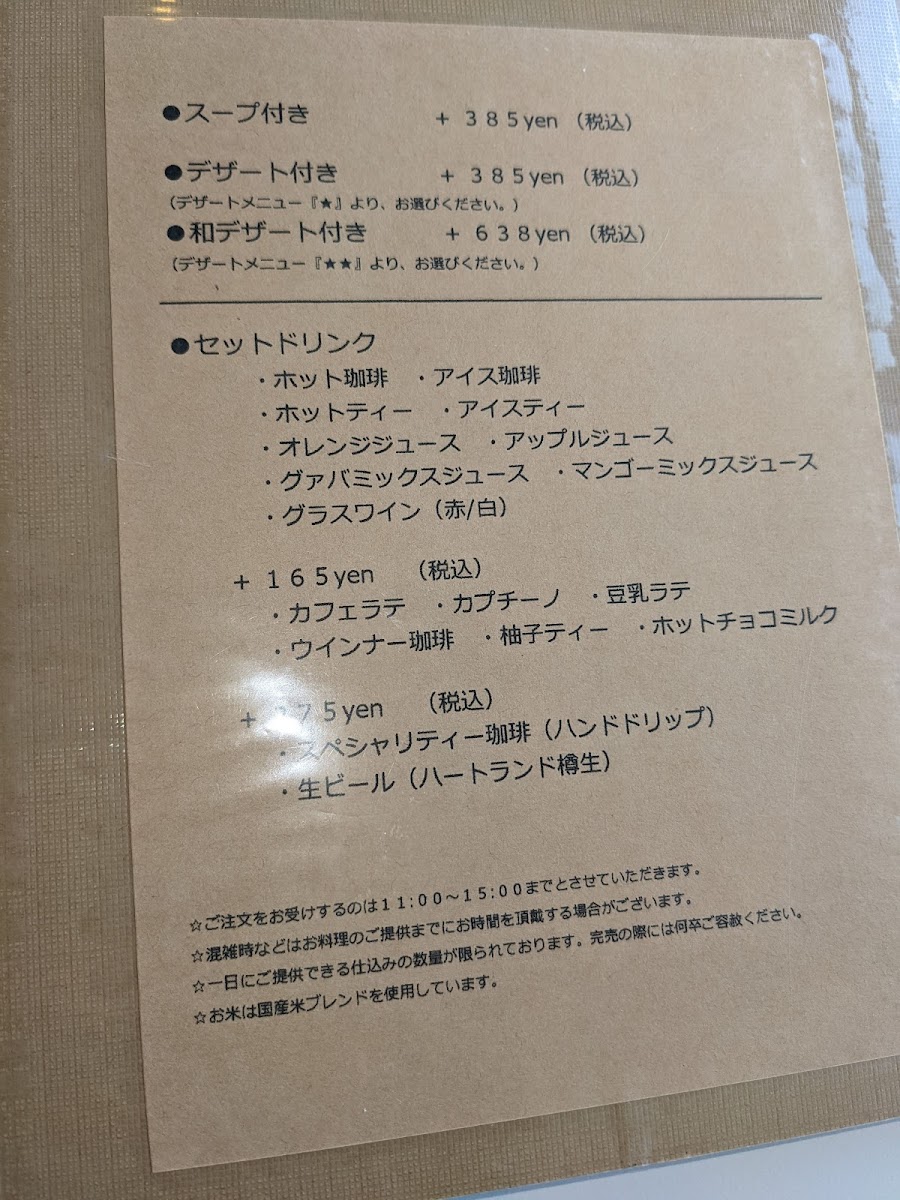 ●スープ付き ＋ ３８５yen （税込）
●デザート付き ＋ ３８５yen （税込）
（デザートメニュー『★』より、お選びください。）
●和デザート付き ＋ ６３８yen （税込）
（デザートメニュー『★★』より、お選びください。）
●セットドリンク
・ホット珈琲 ・アイス珈琲
・ホットティー ・アイスティー
・オレンジジュース ・アップルジュース
・グァバミックスジュース ・マンゴーミックスジュース
・グラスワイン（赤/白）
＋ １６５yen （税込）
・カフェラテ ・カプチーノ ・豆乳ラテ
・ウインナー珈琲 ・柚子ティー ・ホットチョコミルク
＋ （税込）
・スペシャリティー珈琲（ハンドドリップ）
・生ビール（ハートランド樽生）
☆ご注文をお受けするのは１１：００～１５：００までとさせていただきます。
☆混雑時などはお料理のご提供までにお時間を頂戴する場合がございます。
☆一日にご提供できる仕込みの数量が限られております。完売の際には何卒ご容赦ください。
☆お米は国産米ブレンドを使用しています。